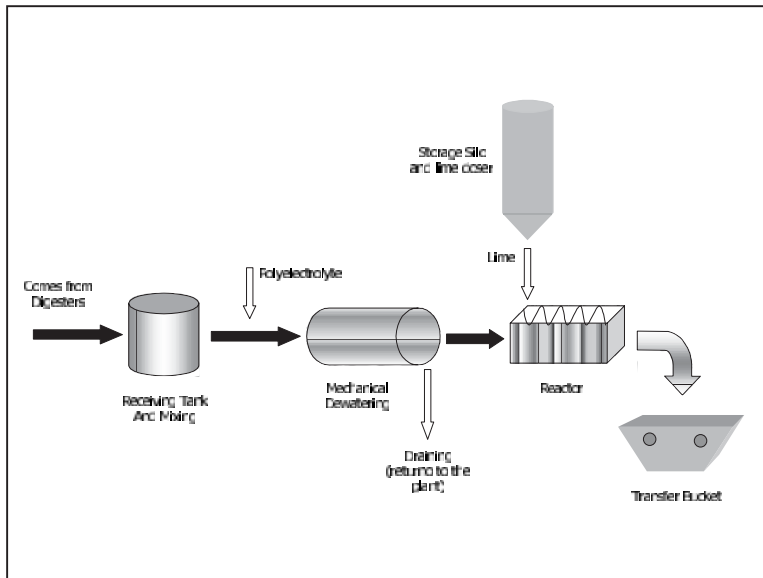 Storage Silo
and lime doser
Lime
Polyelectrolyte
Comes from
Digesters
Receiving Tank
And Mixing
Mechanical
Dewatering
Reactor
Draining
(returno to the
plant)
Transfer Bucket